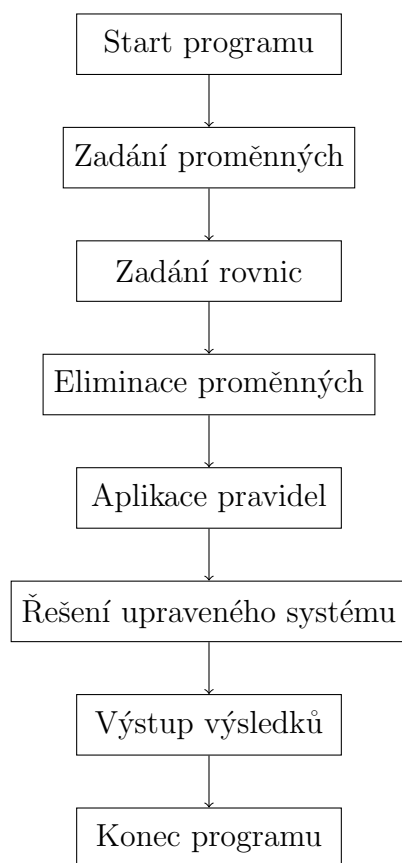 Start programu
Zadání proměnných
Zadání rovnic
Eliminace proměnných
Aplikace pravidel
Řešení upraveného systému
Výstup výsledků
Konec programu